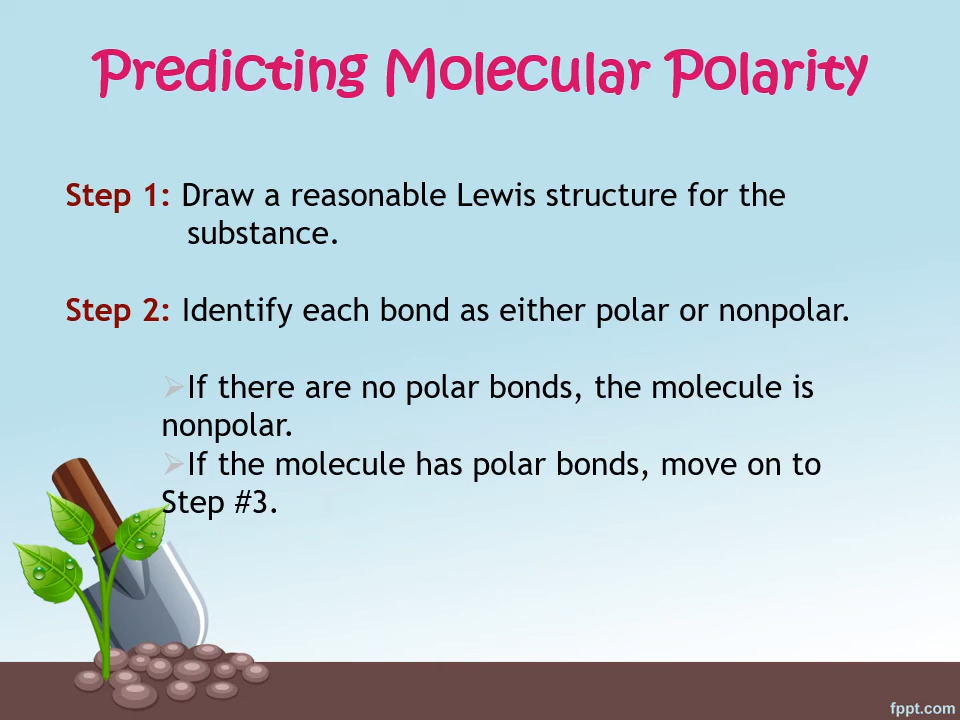 Predicting Molecular Polarity
Step 1: Draw a reasonable Lewis structure for the
substance.
Step 2: Identify each bond as either polar or nonpolar.
If there are no polar bonds, the molecule is
nonpolar.
If the molecule has polar bonds, move on to
Step #3.
fppt.com